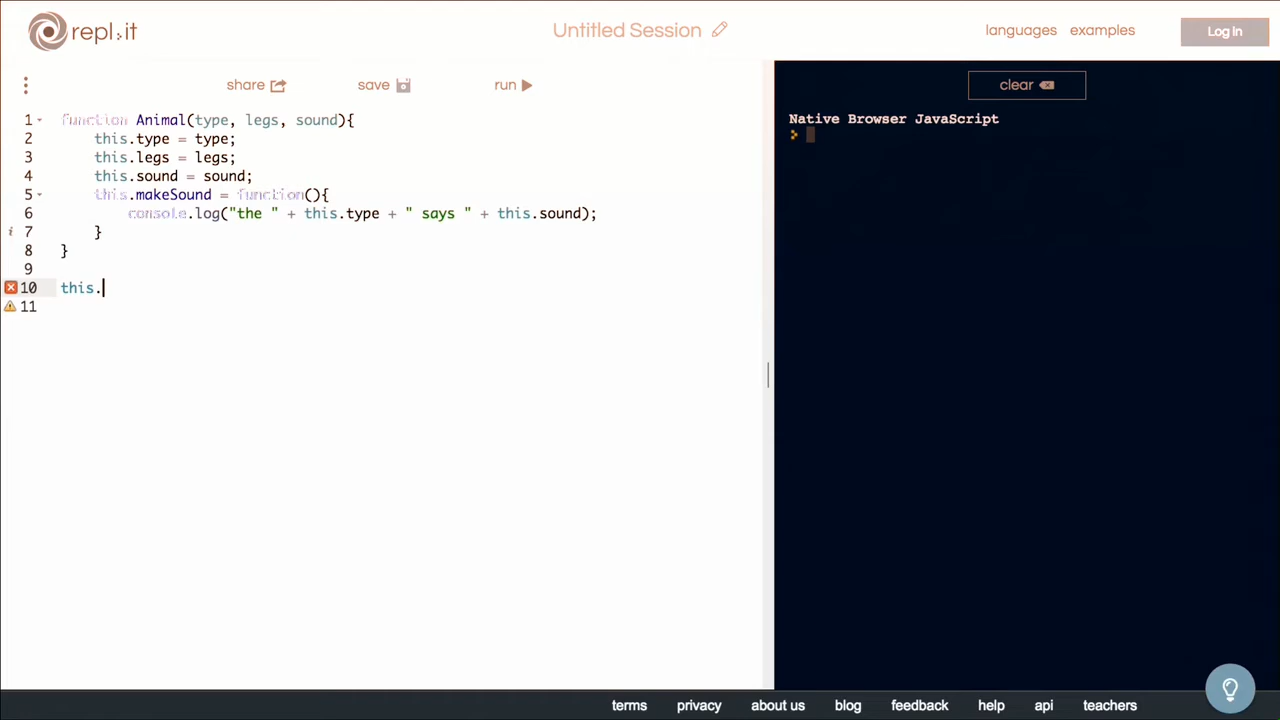 repl.it
Untitled Session
languages examples Log In
share save run
clear
1 function Animal(type, legs, sound){
2 this.type = type;
3 this.legs = legs;
4 this.sound = sound;
5 this.makeSound = function(){
6 console.log("the " + this.type + " says " + this.sound);
7 }
8 }
9
10 this.
11
Native Browser JavaScript
terms privacy about us blog feedback help api teachers